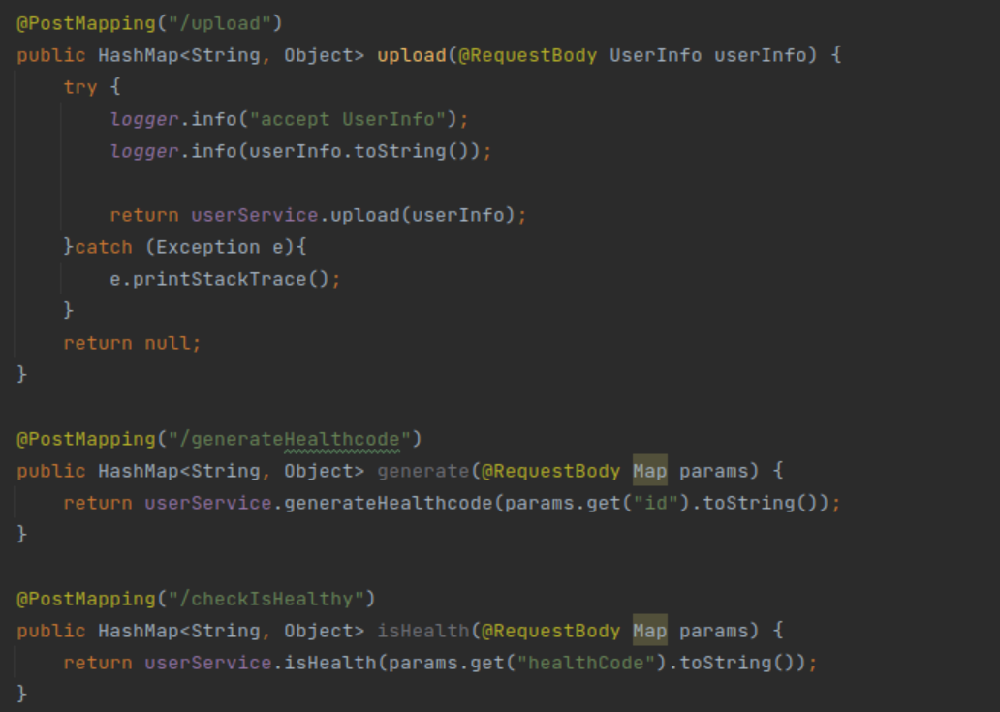 @PostMapping("/upload")
public HashMap<String, Object> upload(@RequestBody UserInfo userInfo) {
    try {
        logger.info("accept UserInfo");
        logger.info(userInfo.toString());

        return userService.upload(userInfo);
    }catch (Exception e){
        e.printStackTrace();
    }
    return null;
}

@PostMapping("/generateHealthcode")
public HashMap<String, Object> generate(@RequestBody Map params) {
    return userService.generateHealthcode(params.get("id").toString());
}

@PostMapping("/checkIsHealthy")
public HashMap<String, Object> isHealth(@RequestBody Map params) {
    return userService.isHealth(params.get("healthCode").toString());
}